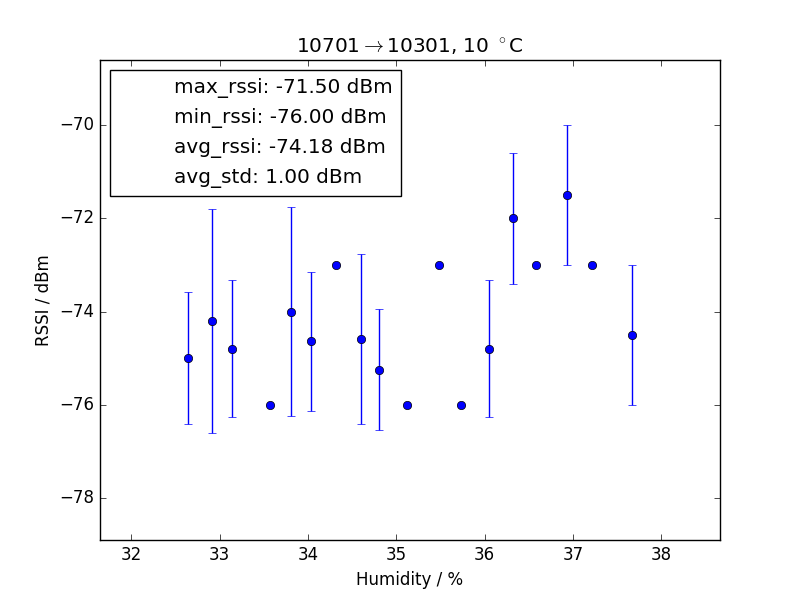 10701→10301, 10 °C
max_rssi: -71.50 dBm
min_rssi: -76.00 dBm
avg_rssi: -74.18 dBm
avg_std: 1.00 dBm
−70
−72
−74
−76
−78
RSSI / dBm
32 33 34 35 36 37 38
Humidity / %